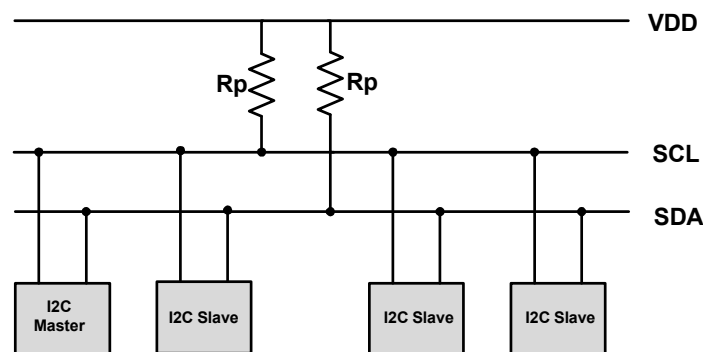 VDD
Rp
Rp
SCL
SDA
I2C
Master
I2C Slave
I2C Slave
I2C Slave